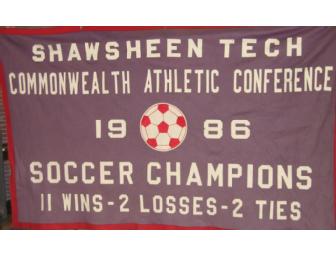 SHAWSHEEN TECH
COMMONWEALTH ATHLETIC CONFERENCE
19 86
SOCCER CHAMPIONS
11 WINS-2 LOSSES-2 TIES